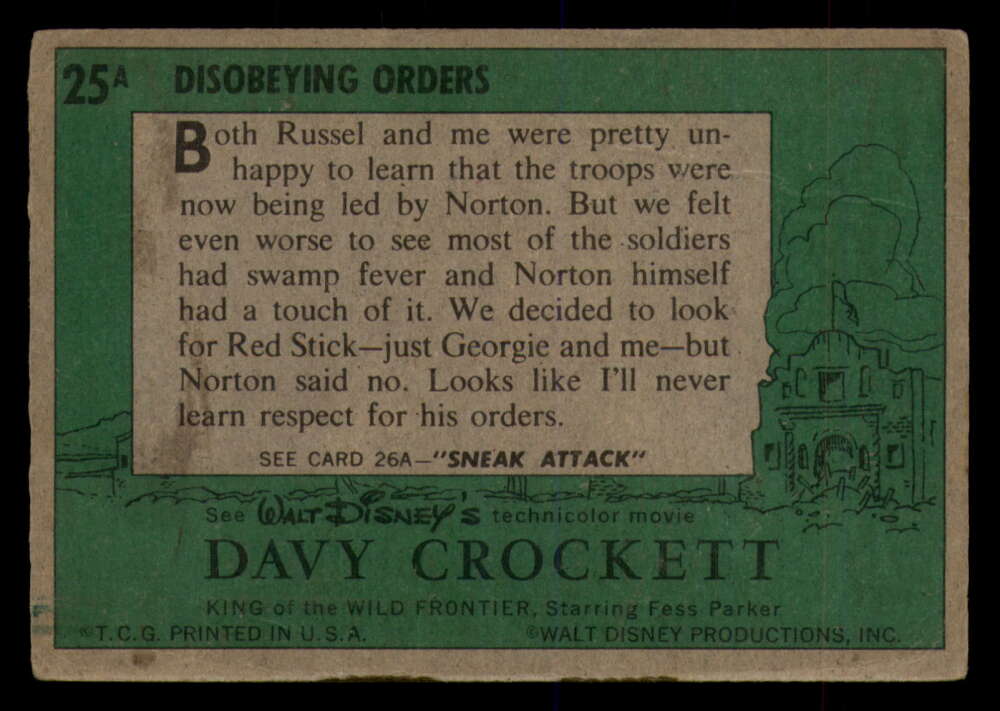 25A DISOBEYING ORDERS
Both Russel and me were pretty un-
happy to learn that the troops were
now being led by Norton. But we felt
even worse to see most of the soldiers
had swamp fever and Norton himself
had a touch of it. We decided to look
for Red Stick—just Georgie and me—but
Norton said no. Looks like I'll never
learn respect for his orders.
SEE CARD 26A—"SNEAK ATTACK"
See WALT DISNEY'S technicolor movie
DAVY CROCKETT
KING of the WILD FRONTIER, Starring Fess Parker
©T.C.G. PRINTED IN U.S.A. ©WALT DISNEY PRODUCTIONS, INC.